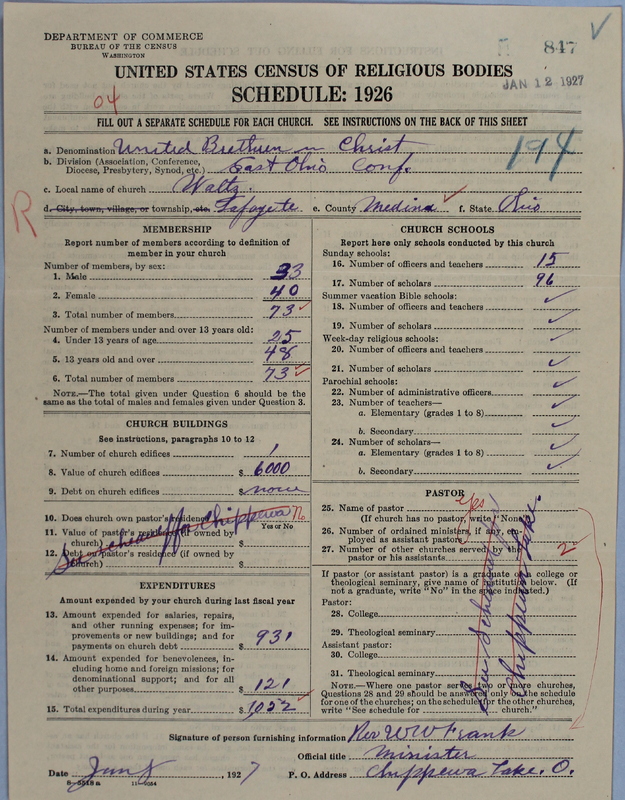 DEPARTMENT OF COMMERCE
BUREAU OF THE CENSUS
WASHINGTON
847
JAN 12 1927
UNITED STATES CENSUS OF RELIGIOUS BODIES
SCHEDULE: 1926
04
FILL OUT A SEPARATE SCHEDULE FOR EACH CHURCH. SEE INSTRUCTIONS ON THE BACK OF THIS SHEET
194
a. Denomination United Brethren in Christ
b. Division (Association, Conference, Diocese, Presbytery, Synod, etc.) East Ohio Conf.
c. Local name of church Waltz.
R
d. City, town, village, or township, etc. Lafayete e. County Medina f. State Ohio
MEMBERSHIP
Report number of members according to definition of member in your church
Number of members, by sex:
1. Male 33
2. Female 40
3. Total number of members 73
Number of members under and over 13 years old:
4. Under 13 years of age 25
5. 13 years old and over 48
6. Total number of members 73
NOTE.—The total given under Question 6 should be the same as the total of males and females given under Question 3.
CHURCH BUILDINGS
See instructions, paragraphs 10 to 12
7. Number of church edifices 1
8. Value of church edifices $ 6000
9. Debt on church edifices $ none
10. Does church own pastor's residence? No
Yes or No
11. Value of pastor's residence (if owned by church) $
12. Debt on pastor's residence (if owned by church) $
See schedule for Chippewa
EXPENDITURES
Amount expended by your church during last fiscal year
13. Amount expended for salaries, repairs, and other running expenses; for improvements or new buildings; and for payments on church debt $ 931
14. Amount expended for benevolences, including home and foreign missions; for denominational support; and for all other purposes $ 121
15. Total expenditures during year $ 1,052
CHURCH SCHOOLS
Report here only schools conducted by this church
Sunday schools:
16. Number of officers and teachers 15
17. Number of scholars 96
Summer vacation Bible schools:
18. Number of officers and teachers
19. Number of scholars
Week-day religious schools:
20. Number of officers and teachers
21. Number of scholars
Parochial schools:
22. Number of administrative officers
23. Number of teachers—
a. Elementary (grades 1 to 8)
b. Secondary
24. Number of scholars—
a. Elementary (grades 1 to 8)
b. Secondary
PASTOR
yes
25. Name of pastor
(If church has no pastor, write "None")
26. Number of ordained ministers, if any, employed as assistant pastor
27. Number of other churches served by the pastor or his assistants 2
If pastor (or assistant pastor) is a graduate of college or theological seminary, give name of institution below. (If not a graduate, write "No" in the space indicated.)
Pastor:
28. College
29. Theological seminary
Assistant pastor:
30. College
31. Theological seminary
NOTE.—Where one pastor serves two or more churches, Questions 28 and 29 should be answered only on the schedule for one of the churches; on the schedules for the other churches, write "See schedule for church."
See Schedule for
Chippewa Lake.
Signature of person furnishing information Rev W W Frank
Official title Minister
Date Jan 8, 1927 P. O. Address Chippewa Lake, O.
8-5518 a 11-9034